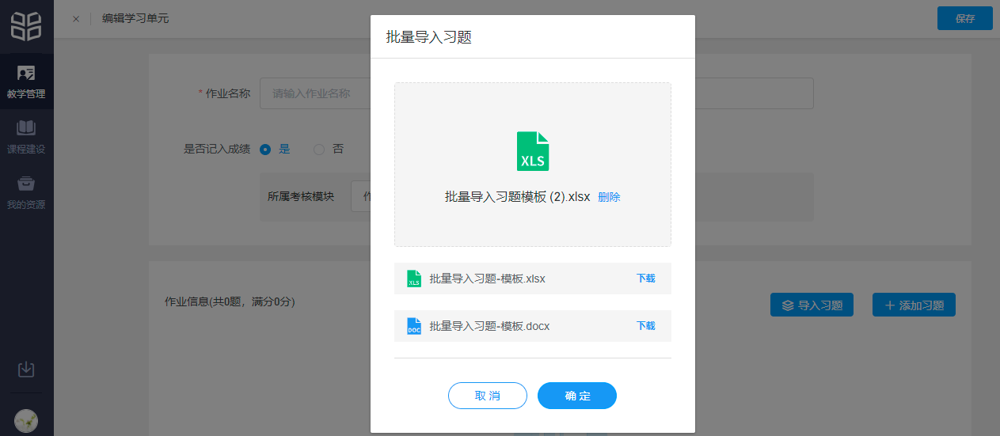 编辑学习单元
保存
教学管理
课程建设
我的资源
* 作业名称
请输入作业名称
是否记入成绩
是
否
所属考核模块
作
作业信息(共0题，满分0分)
导入习题
添加习题
批量导入习题
XLS
批量导入习题模板 (2).xlsx 删除
XLS 批量导入习题-模板.xlsx 下载
DOC 批量导入习题-模板.docx 下载
取 消
确 定